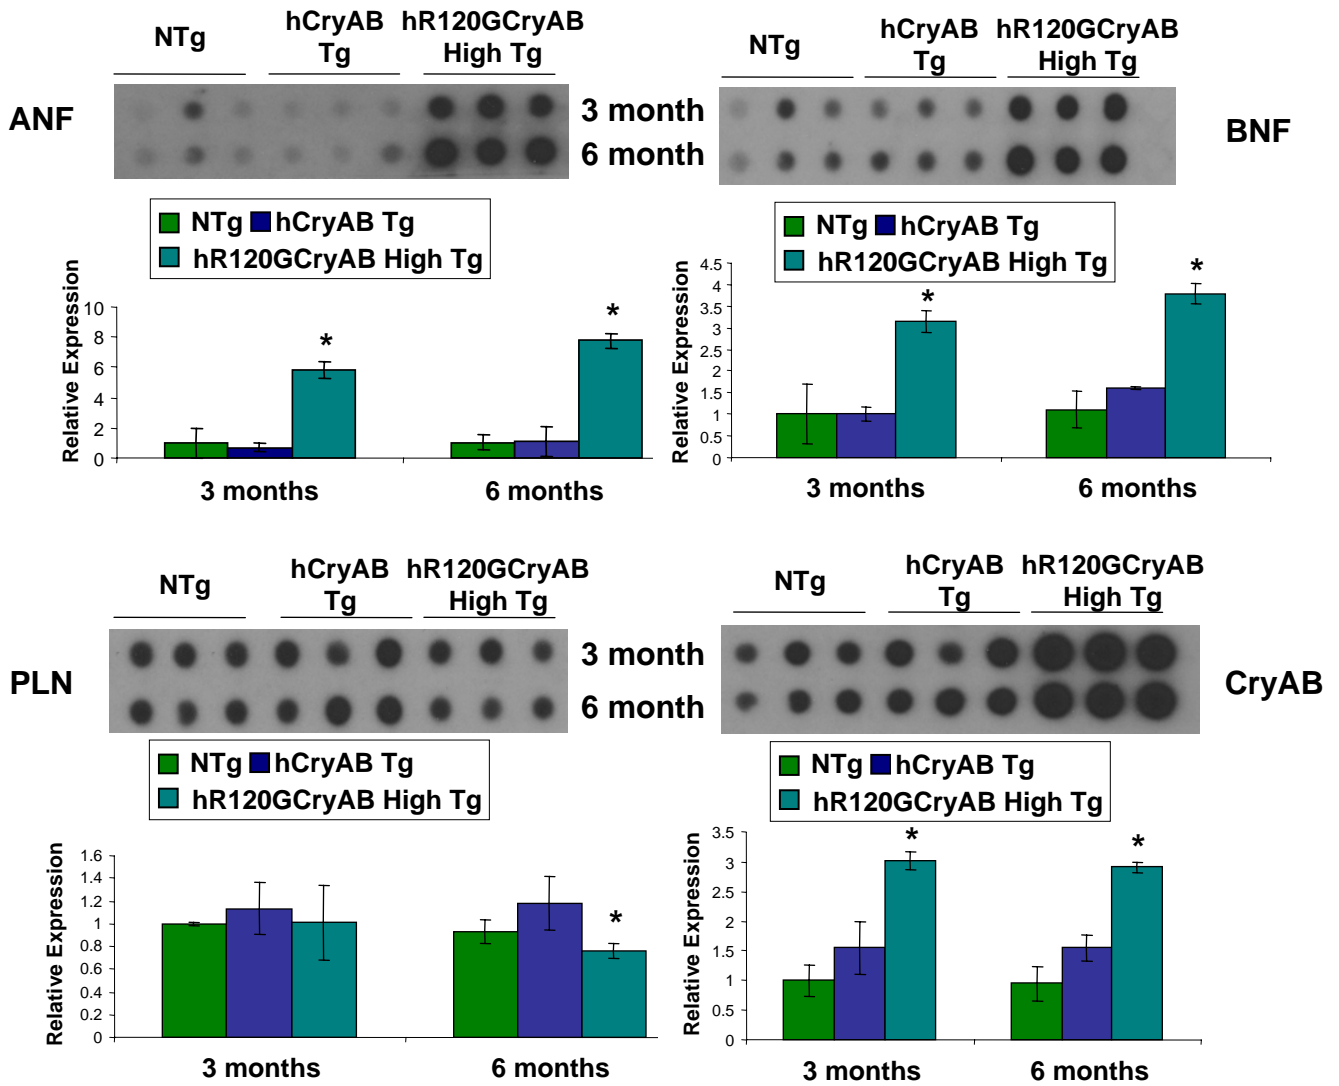 NTg
hCryAB
Tg
hR120GCryAB
High Tg
ANF
3 month
6 month
NTg hCryAB Tg
hR120GCryAB High Tg
Relative Expression
10
8
6
4
2
0
*
*
3 months
6 months
NTg
hCryAB
Tg
hR120GCryAB
High Tg
BNF
NTg hCryAB Tg
hR120GCryAB High Tg
Relative Expression
4.5
4
3.5
3
2.5
2
1.5
1
0.5
0
*
*
3 months
6 months
NTg
hCryAB
Tg
hR120GCryAB
High Tg
PLN
3 month
6 month
NTg hCryAB Tg
hR120GCryAB High Tg
Relative Expression
1.6
1.4
1.2
1
0.8
0.6
0.4
0.2
0
*
3 months
6 months
NTg
hCryAB
Tg
hR120GCryAB
High Tg
CryAB
NTg hCryAB Tg
hR120GCryAB High Tg
Relative Expression
3.5
3
2.5
2
1.5
1
0.5
0
*
*
3 months
6 months